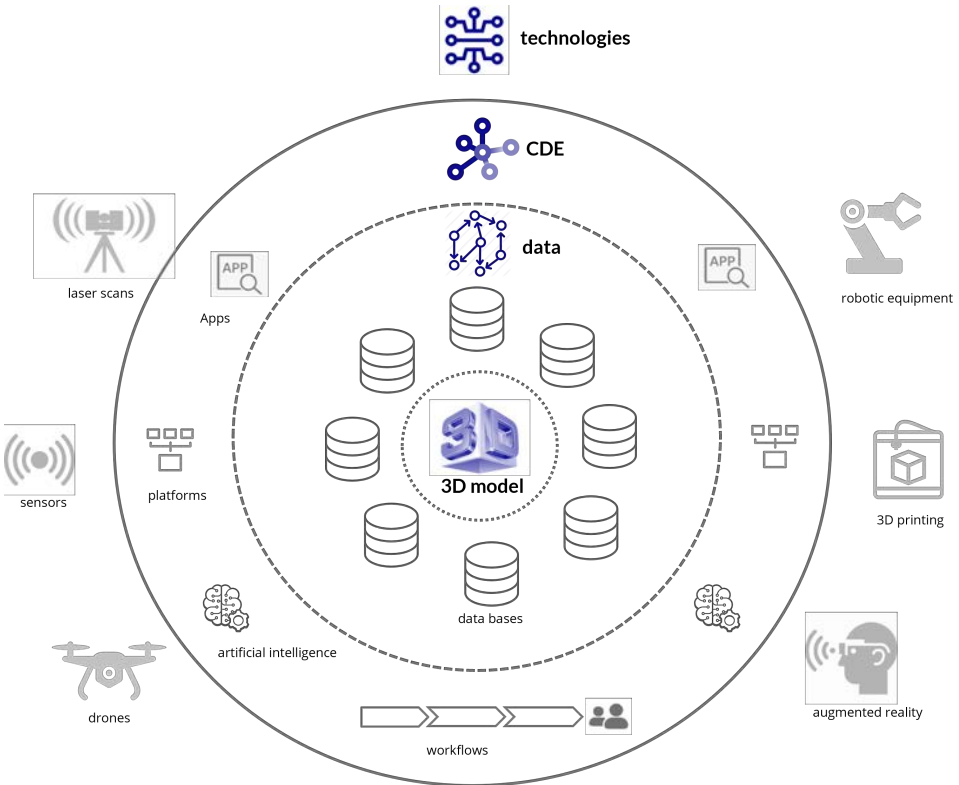 technologies
CDE
data
laser scans
APP
Apps
APP
robotic equipment
3D
3D model
sensors
platforms
3D printing
data bases
artificial intelligence
drones
augmented reality
workflows